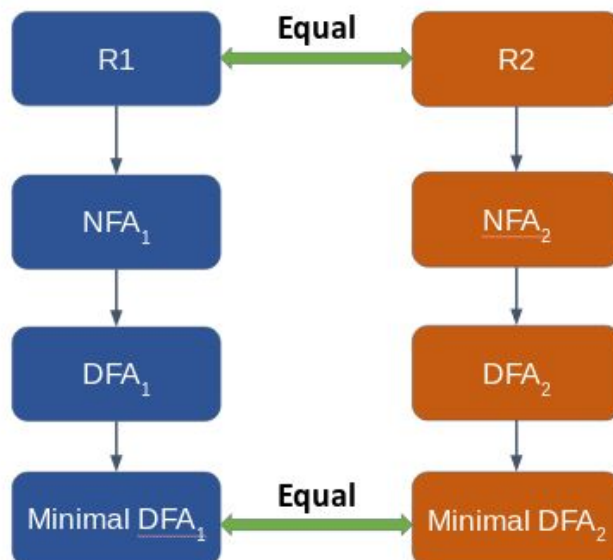 Equal
R1
R2
NFA₁
NFA₂
DFA₁
DFA₂
Equal
Minimal DFA₁
Minimal DFA₂